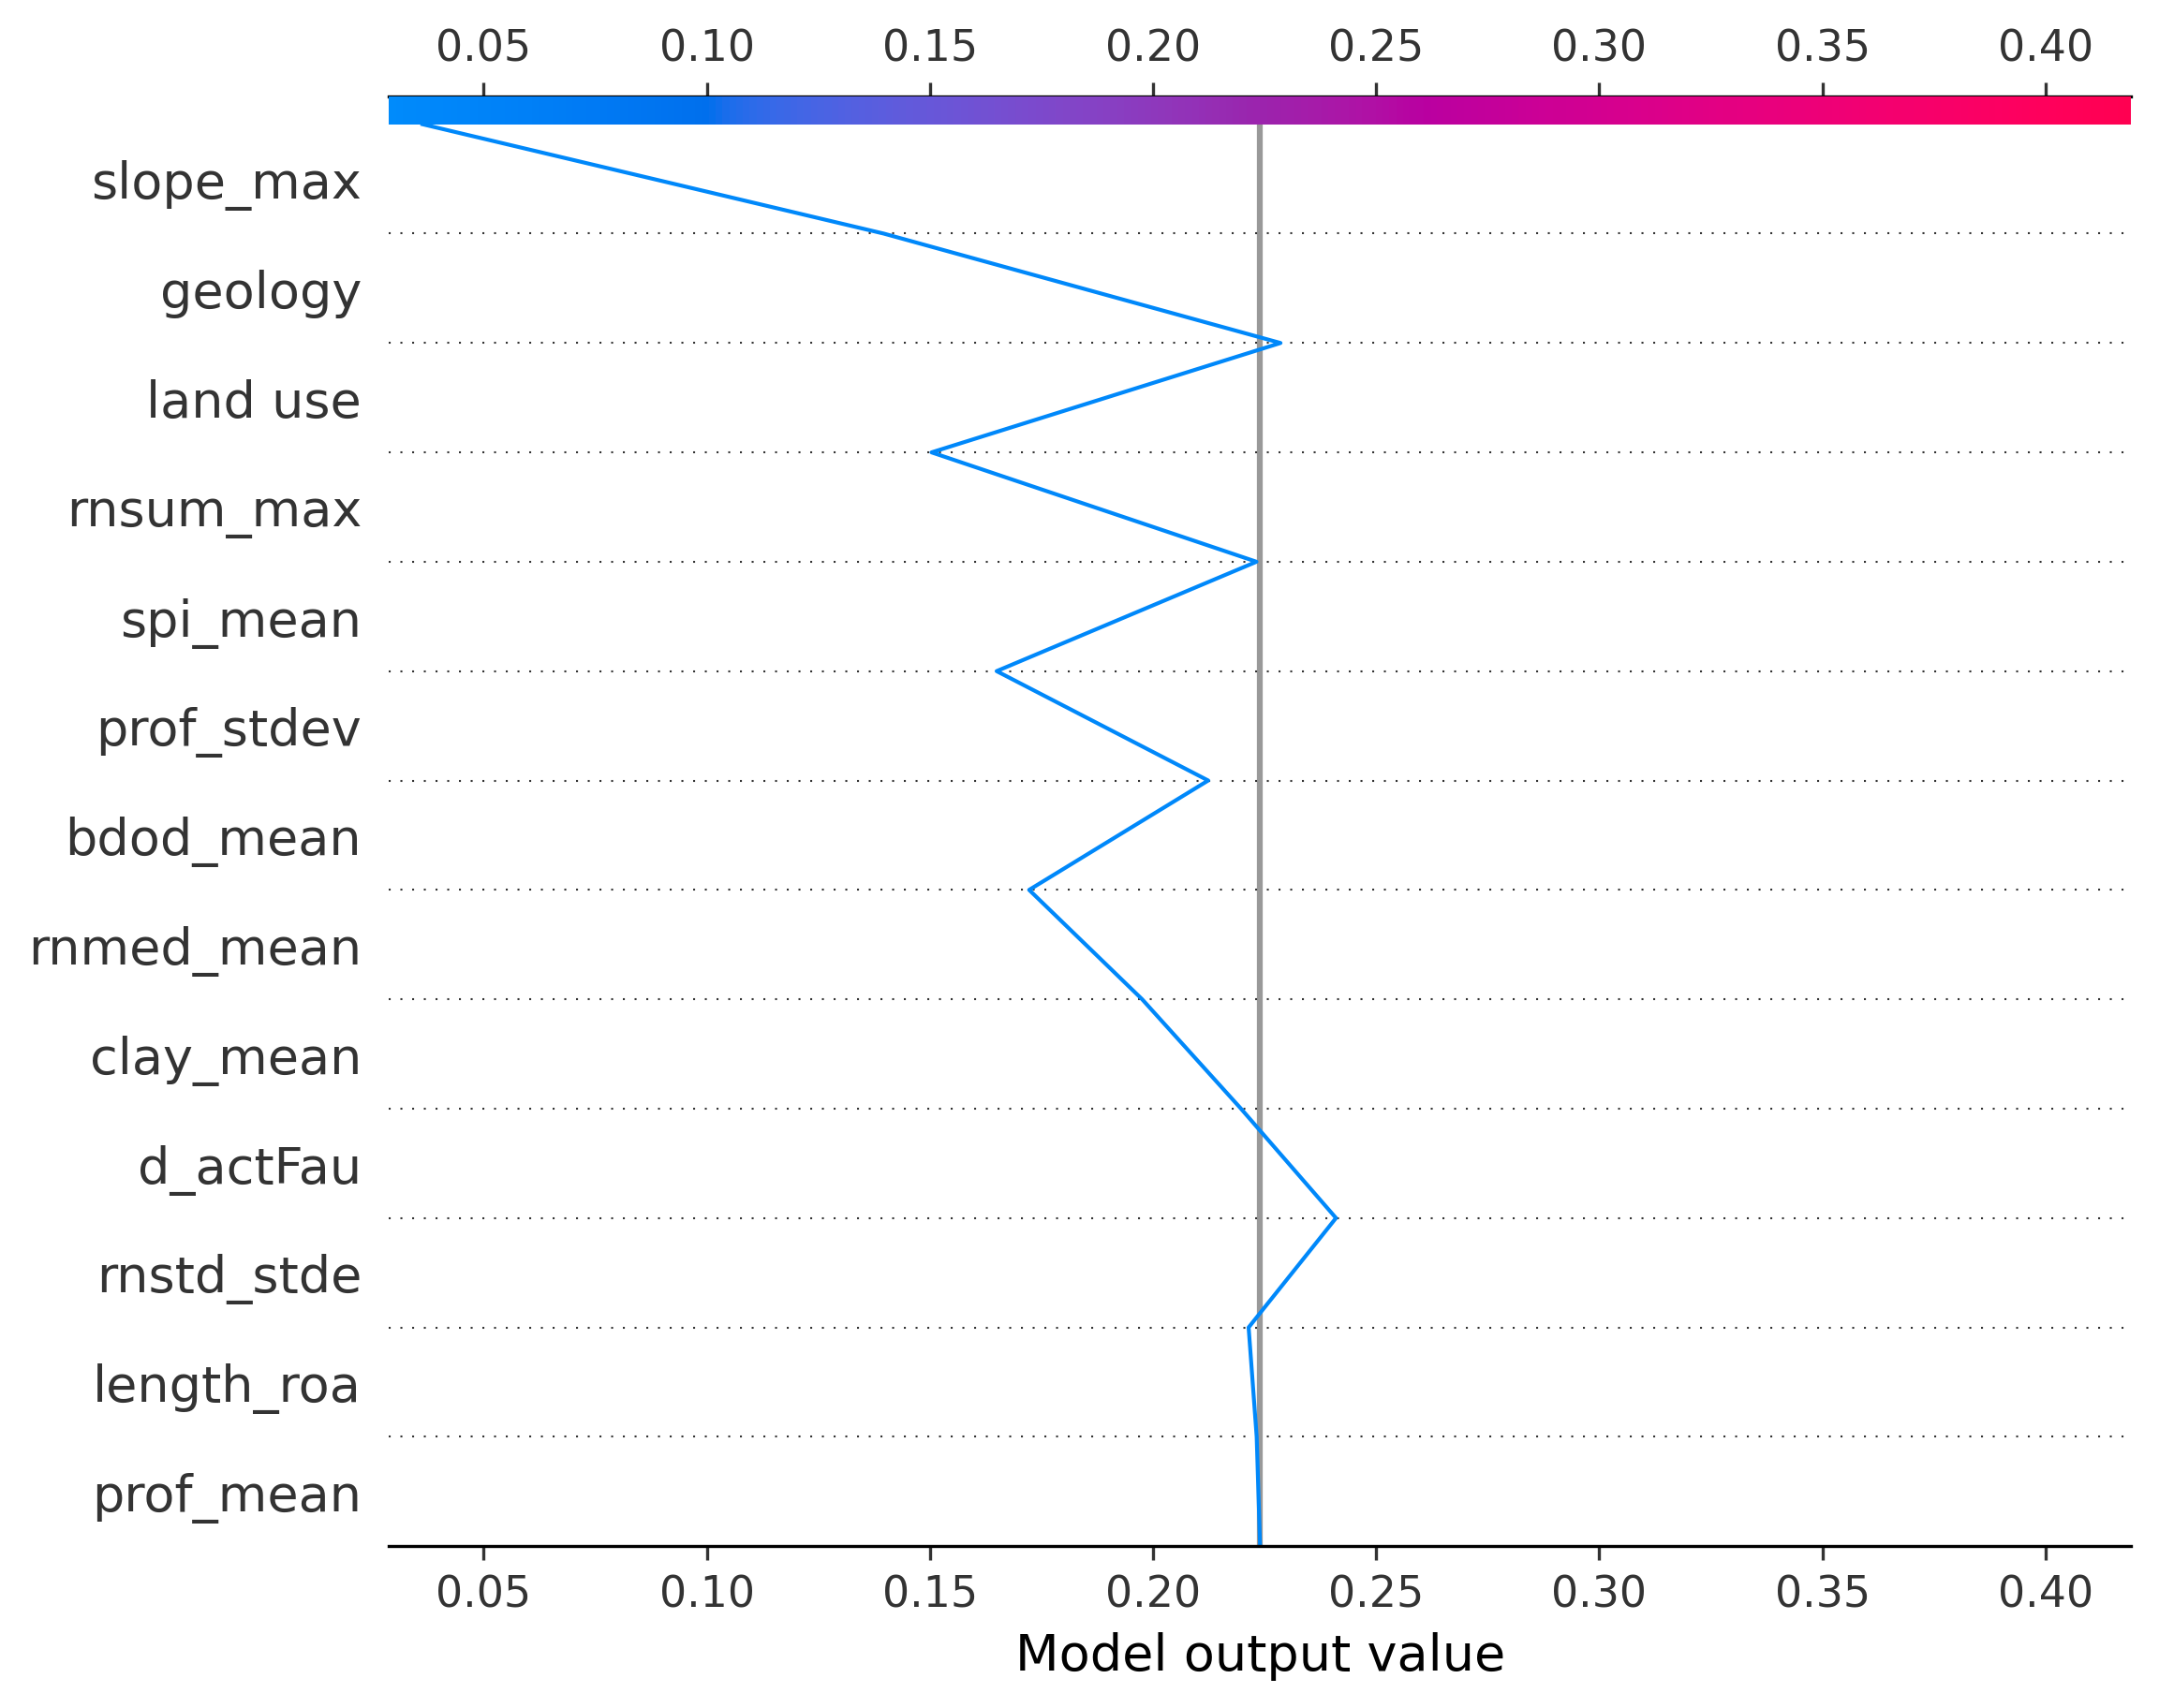 0.05 0.10 0.15 0.20 0.25 0.30 0.35 0.40
slope_max
geology
land use
rnsum_max
spi_mean
prof_stdev
bdod_mean
rnmed_mean
clay_mean
d_actFau
rnstd_stde
length_roa
prof_mean
0.05 0.10 0.15 0.20 0.25 0.30 0.35 0.40
Model output value